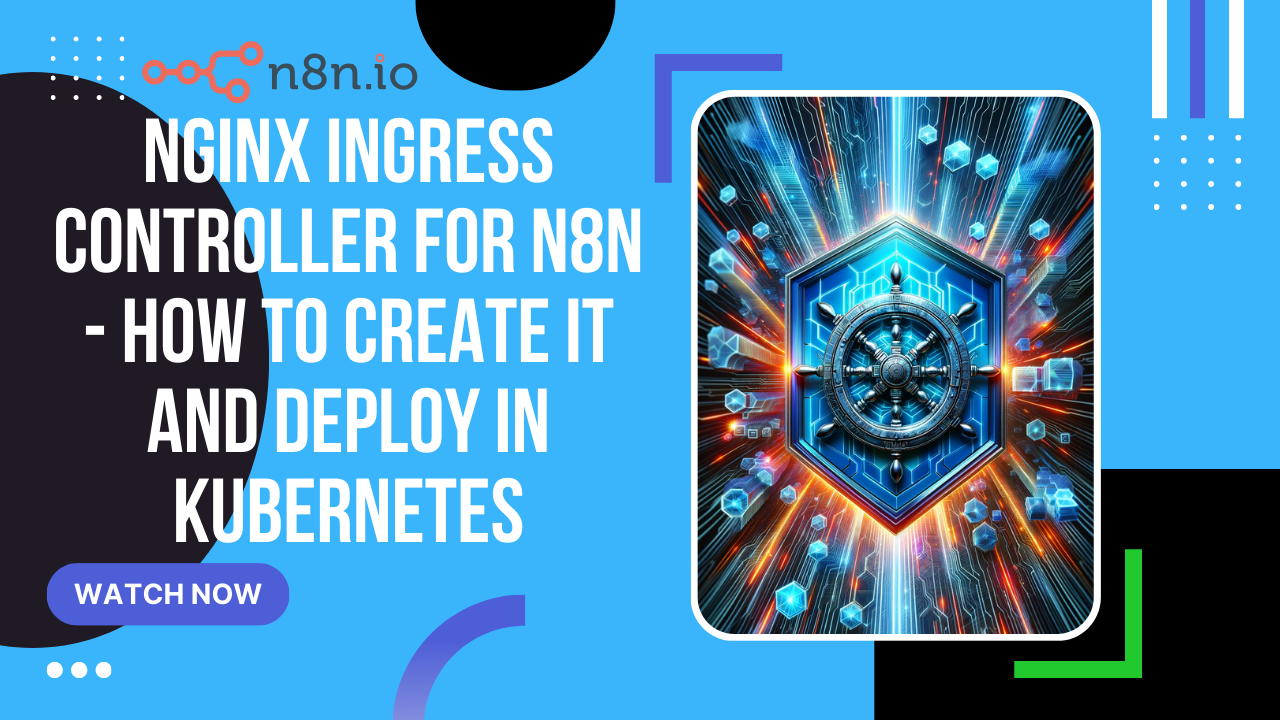 n8n.io
NGINX INGRESS
CONTROLLER FOR N8N
- HOW TO CREATE IT
AND DEPLOY IN
KUBERNETES
WATCH NOW